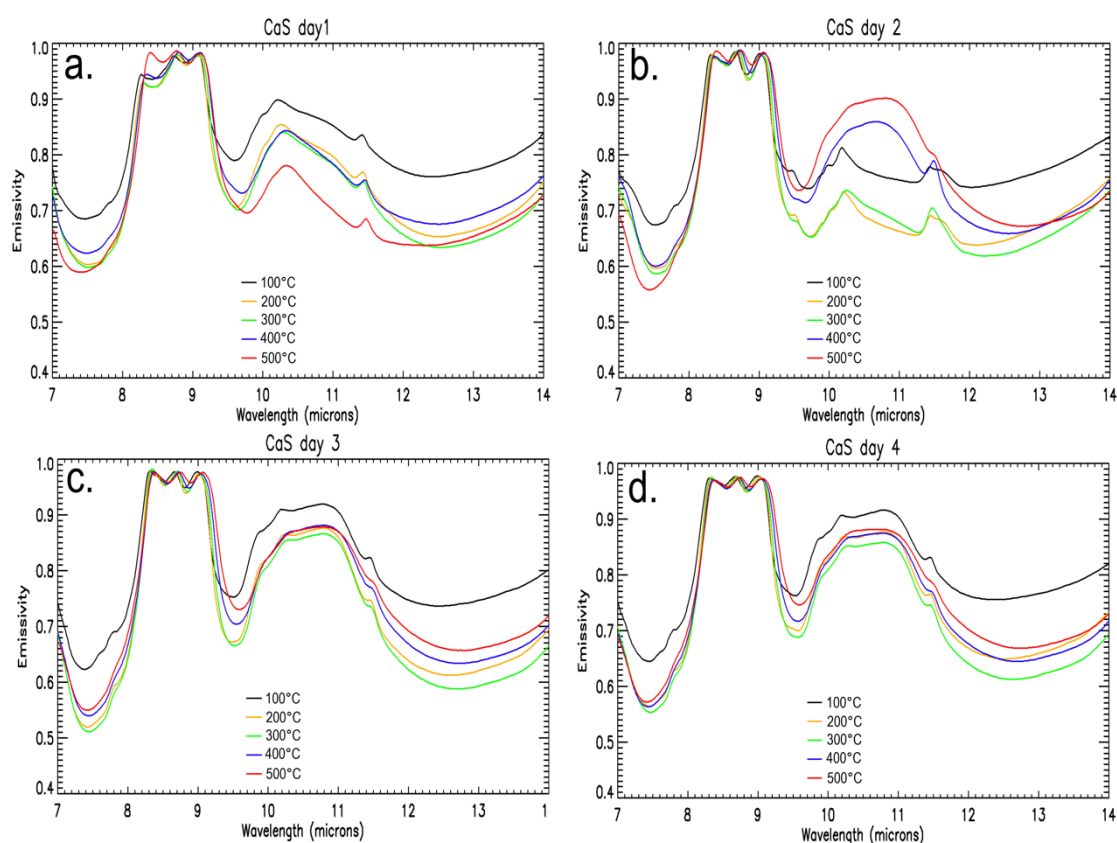 CaS day1
a.
1.0
0.9
0.8
0.7
0.6
0.5
0.4
Emissivity
100°C
200°C
300°C
400°C
500°C
7 8 9 10 11 12 13 14
Wavelength (microns)
CaS day 2
b.
1.0
0.9
0.8
0.7
0.6
0.5
0.4
Emissivity
100°C
200°C
300°C
400°C
500°C
7 8 9 10 11 12 13 14
Wavelength (microns)
CaS day 3
c.
1.0
0.9
0.8
0.7
0.6
0.5
0.4
Emissivity
100°C
200°C
300°C
400°C
500°C
7 8 9 10 11 12 13 1
Wavelength (microns)
CaS day 4
d.
1.0
0.9
0.8
0.7
0.6
0.5
0.4
Emissivity
100°C
200°C
300°C
400°C
500°C
7 8 9 10 11 12 13 14
Wavelength (microns)